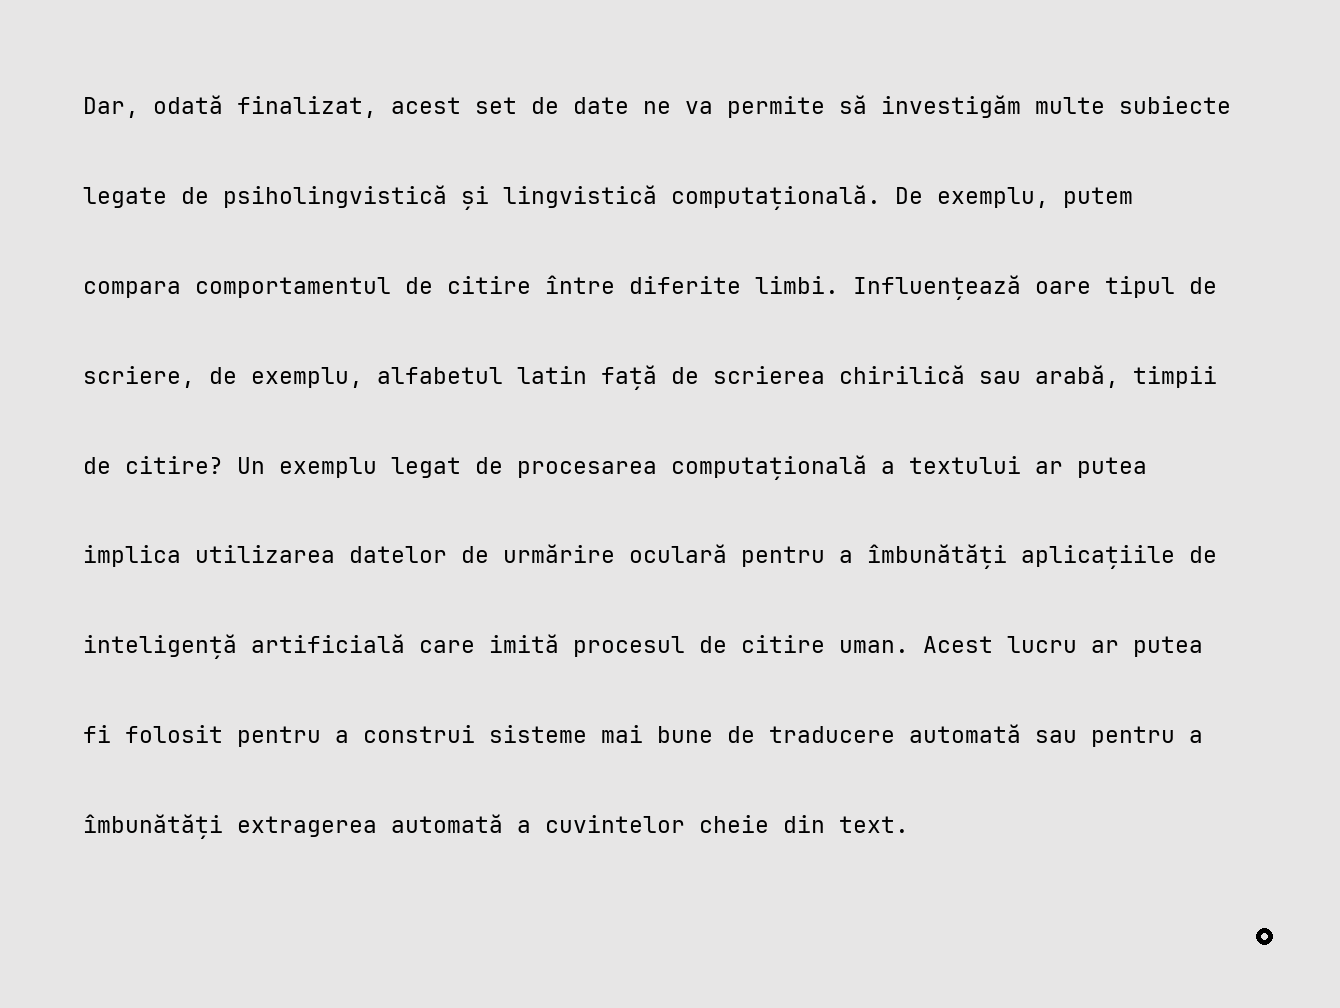 Dar, odată finalizat, acest set de date ne va permite să investigăm multe subiecte
legate de psiholingvistică și lingvistică computațională. De exemplu, putem
compara comportamentul de citire între diferite limbi. Influențează oare tipul de
scriere, de exemplu, alfabetul latin față de scrierea chirilică sau arabă, timpii
de citire? Un exemplu legat de procesarea computațională a textului ar putea
implica utilizarea datelor de urmărire oculară pentru a îmbunătăți aplicațiile de
inteligență artificială care imită procesul de citire uman. Acest lucru ar putea
fi folosit pentru a construi sisteme mai bune de traducere automată sau pentru a
îmbunătăți extragerea automată a cuvintelor cheie din text.